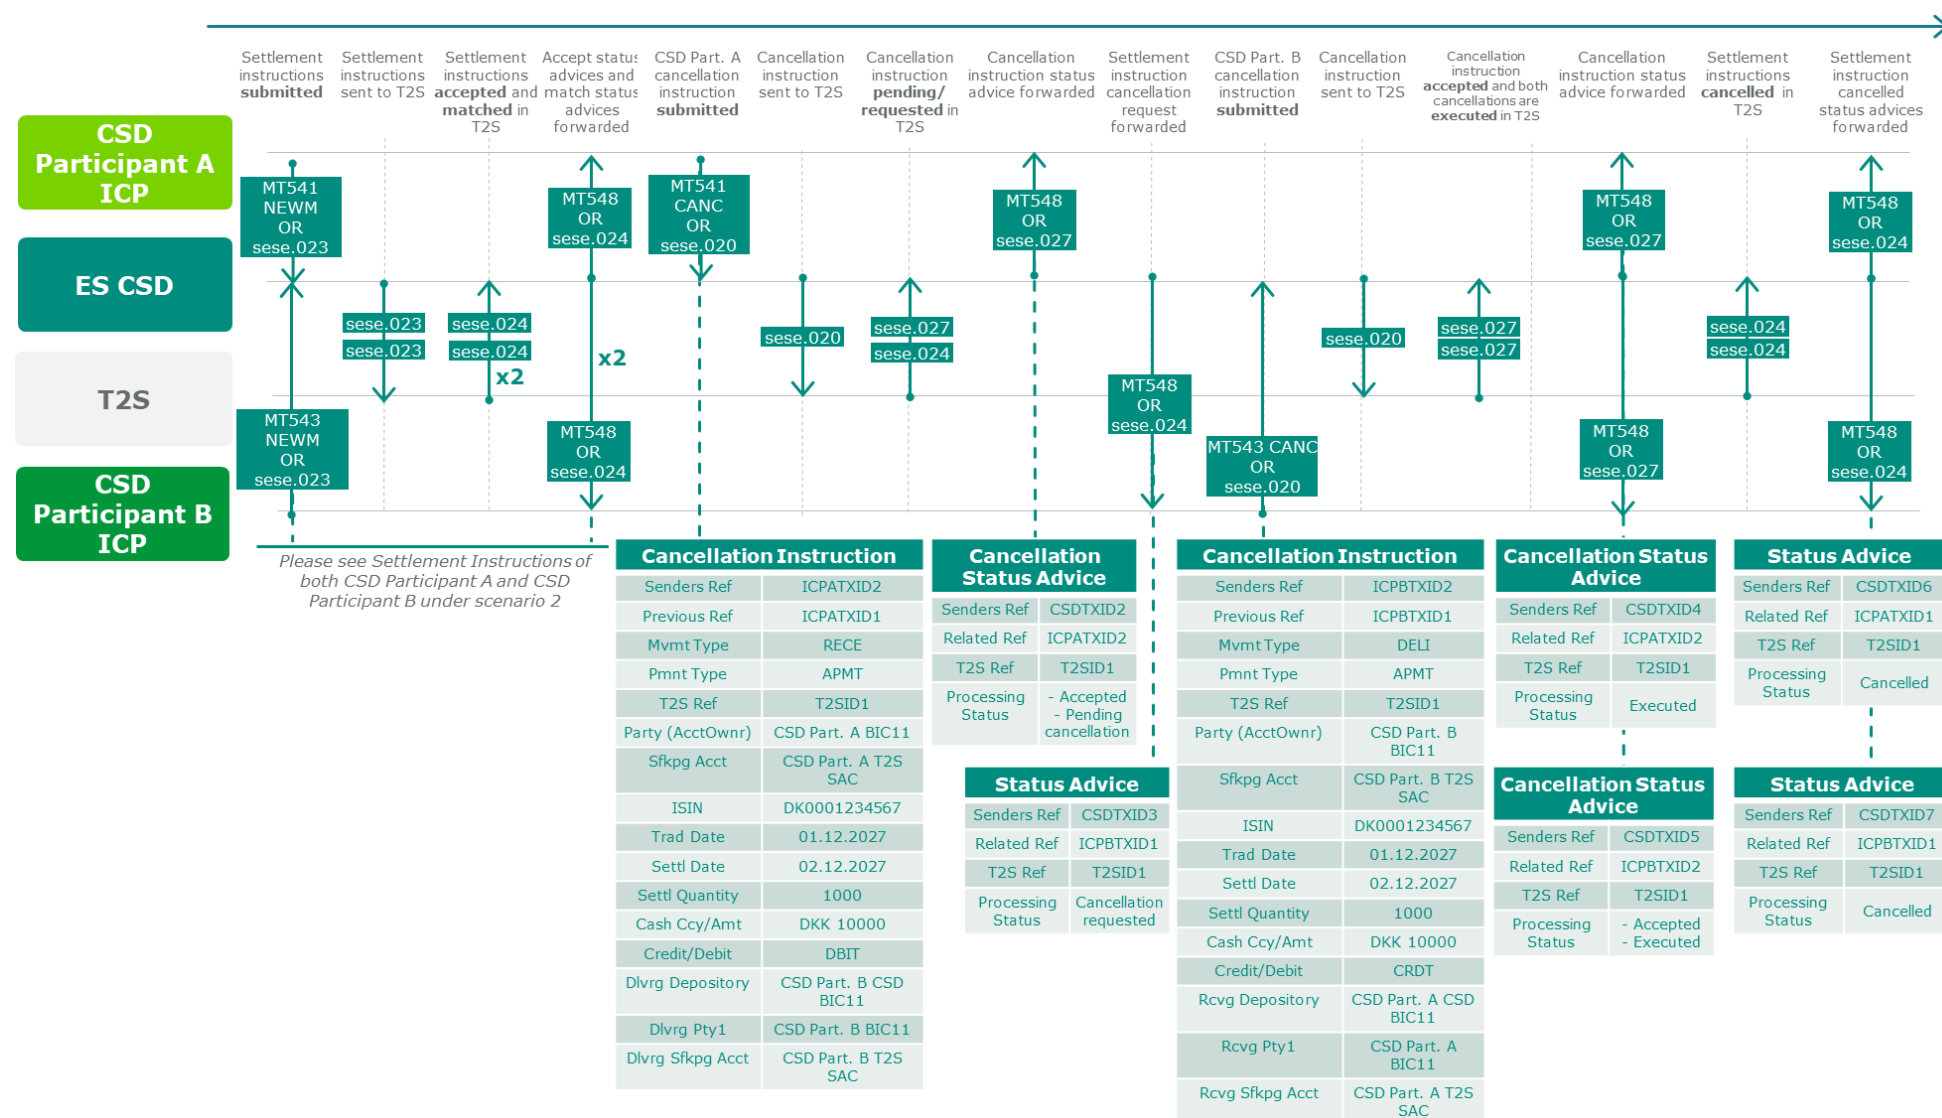 Settlement
instructions
submitted
Settlement
instructions
sent to T2S
Settlement
instructions
accepted and
matched in
T2S
Accept status
advices and
match status
advices
forwarded
CSD Part. A
cancellation
instruction
submitted
Cancellation
instruction
sent to T2S
Cancellation
instruction
pending/
requested in
T2S
Cancellation
instruction status
advice forwarded
Settlement
instruction
cancellation
request
forwarded
CSD Part. B
cancellation
instruction
submitted
Cancellation
instruction
sent to T2S
Cancellation
instruction
accepted and both
cancellations are
executed in T2S
Cancellation
instruction status
advice forwarded
Settlement
instructions
cancelled in
T2S
Settlement
instruction
cancelled
status advices
forwarded
CSD
Participant A
ICP
MT541
NEWM
OR
sese.023
MT548
OR
sese.024
MT541
CANC
OR
sese.020
MT548
OR
sese.027
MT548
OR
sese.027
MT548
OR
sese.024
ES CSD
sese.023
sese.023
sese.024
sese.024
x2
x2
sese.020
sese.027
sese.024
sese.020
sese.027
sese.027
sese.024
sese.024
T2S
MT543
NEWM
OR
sese.023
MT548
OR
sese.024
MT548
OR
sese.024
MT543 CANC
OR
sese.020
MT548
OR
sese.027
MT548
OR
sese.024
CSD
Participant B
ICP
Please see Settlement Instructions of
both CSD Participant A and CSD
Participant B under scenario 2
Cancellation Instruction
Senders Ref ICPATXID2
Previous Ref ICPATXID1
Mvmt Type RECE
Pmnt Type APMT
T2S Ref T2SID1
Party (AcctOwnr) CSD Part. A BIC11
Sfkpg Acct CSD Part. A T2S
SAC
ISIN DK0001234567
Trad Date 01.12.2027
Settl Date 02.12.2027
Settl Quantity 1000
Cash Ccy/Amt DKK 10000
Credit/Debit DBIT
Dlvrg Depository CSD Part. B CSD
BIC11
Dlvrg Pty1 CSD Part. B BIC11
Dlvrg Sfkpg Acct CSD Part. B T2S
SAC
Cancellation
Status Advice
Senders Ref CSDTXID2
Related Ref ICPATXID2
T2S Ref T2SID1
Processing
Status
- Accepted
- Pending
cancellation
Status Advice
Senders Ref CSDTXID3
Related Ref ICPBTXID1
T2S Ref T2SID1
Processing
Status
Cancellation
requested
Cancellation Instruction
Senders Ref ICPBTXID2
Previous Ref ICPBTXID1
Mvmt Type DELI
Pmnt Type APMT
T2S Ref T2SID1
Party (AcctOwnr) CSD Part. B
BIC11
Sfkpg Acct CSD Part. B T2S
SAC
ISIN DK0001234567
Trad Date 01.12.2027
Settl Date 02.12.2027
Settl Quantity 1000
Cash Ccy/Amt DKK 10000
Credit/Debit CRDT
Rcvg Depository CSD Part. A CSD
BIC11
Rcvg Pty1 CSD Part. A
BIC11
Rcvg Sfkpg Acct CSD Part. A T2S
SAC
Cancellation Status
Advice
Senders Ref CSDTXID4
Related Ref ICPATXID2
T2S Ref T2SID1
Processing
Status
Executed
Cancellation Status
Advice
Senders Ref CSDTXID5
Related Ref ICPBTXID2
T2S Ref T2SID1
Processing
Status
- Accepted
- Executed
Status Advice
Senders Ref CSDTXID6
Related Ref ICPATXID1
T2S Ref T2SID1
Processing
Status
Cancelled
Status Advice
Senders Ref CSDTXID7
Related Ref ICPBTXID1
T2S Ref T2SID1
Processing
Status
Cancelled